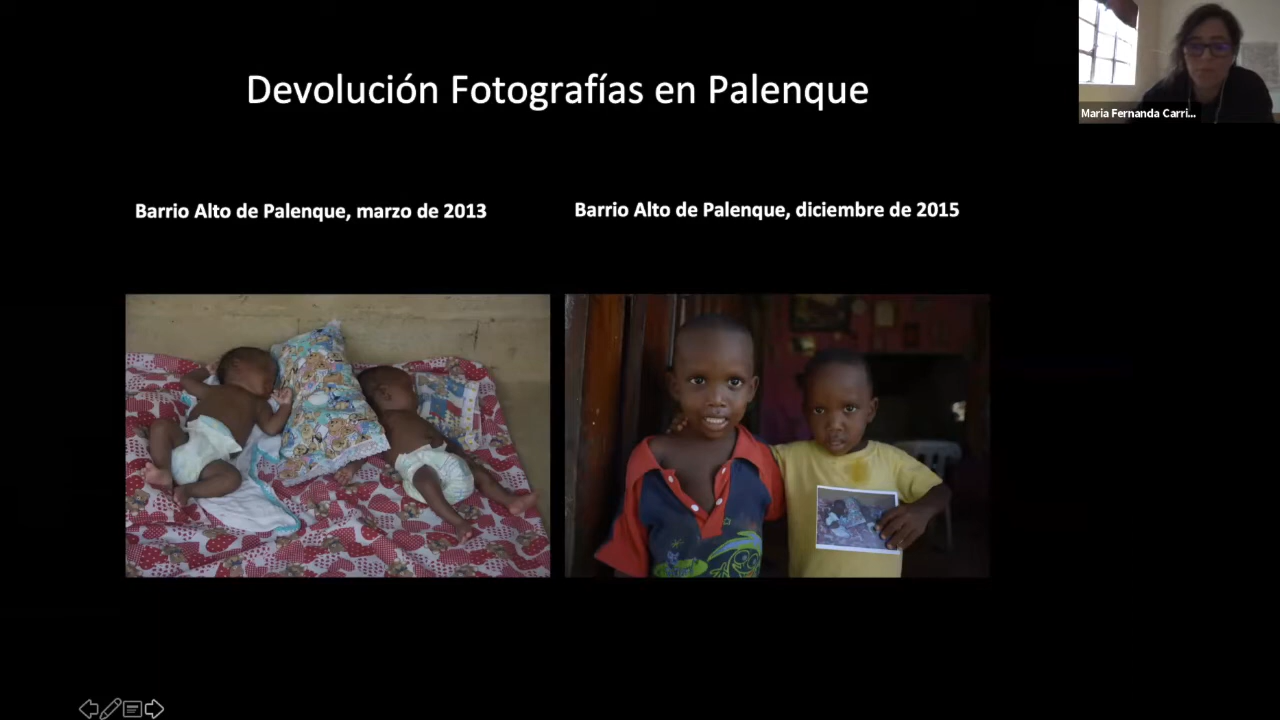 Devolución Fotografías en Palenque
Maria Fernanda Carri...
Barrio Alto de Palenque, marzo de 2013
Barrio Alto de Palenque, diciembre de 2015